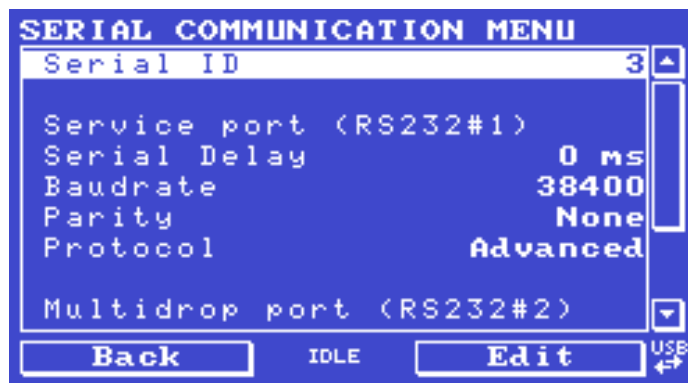 SERIAL COMMUNICATION MENU
Serial ID 3
Service port (RS232#1)
Serial Delay 0 ms
Baudrate 38400
Parity None
Protocol Advanced
Multidrop port (RS232#2)
Back IDLE Edit USB